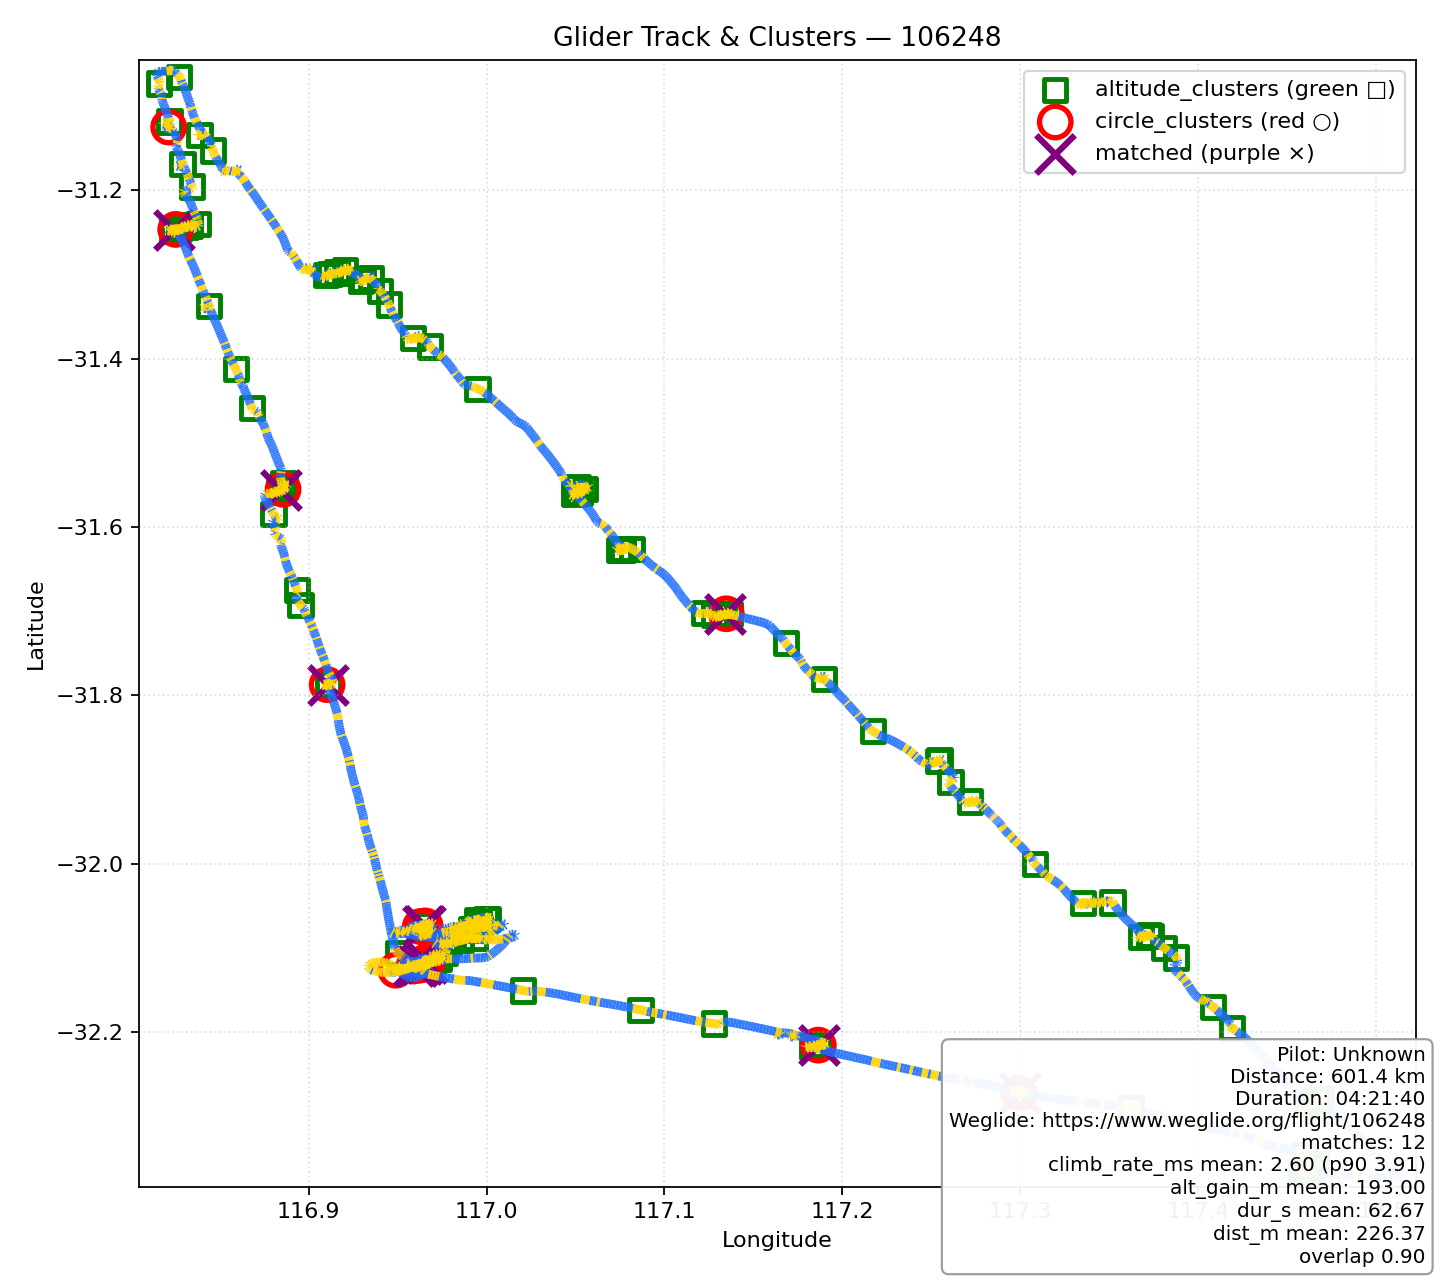 Glider Track & Clusters — 106248
altitude_clusters (green □)
circle_clusters (red ○)
matched (purple ×)
−31.2
−31.4
−31.6
−31.8
−32.0
−32.2
Latitude
116.9
117.0
117.1
117.2
117.3
117.4
Longitude
Pilot: Unknown
Distance: 601.4 km
Duration: 04:21:40
Weglide: https://www.weglide.org/flight/106248
matches: 12
climb_rate_ms mean: 2.60 (p90 3.91)
alt_gain_m mean: 193.00
dur_s mean: 62.67
dist_m mean: 226.37
overlap 0.90